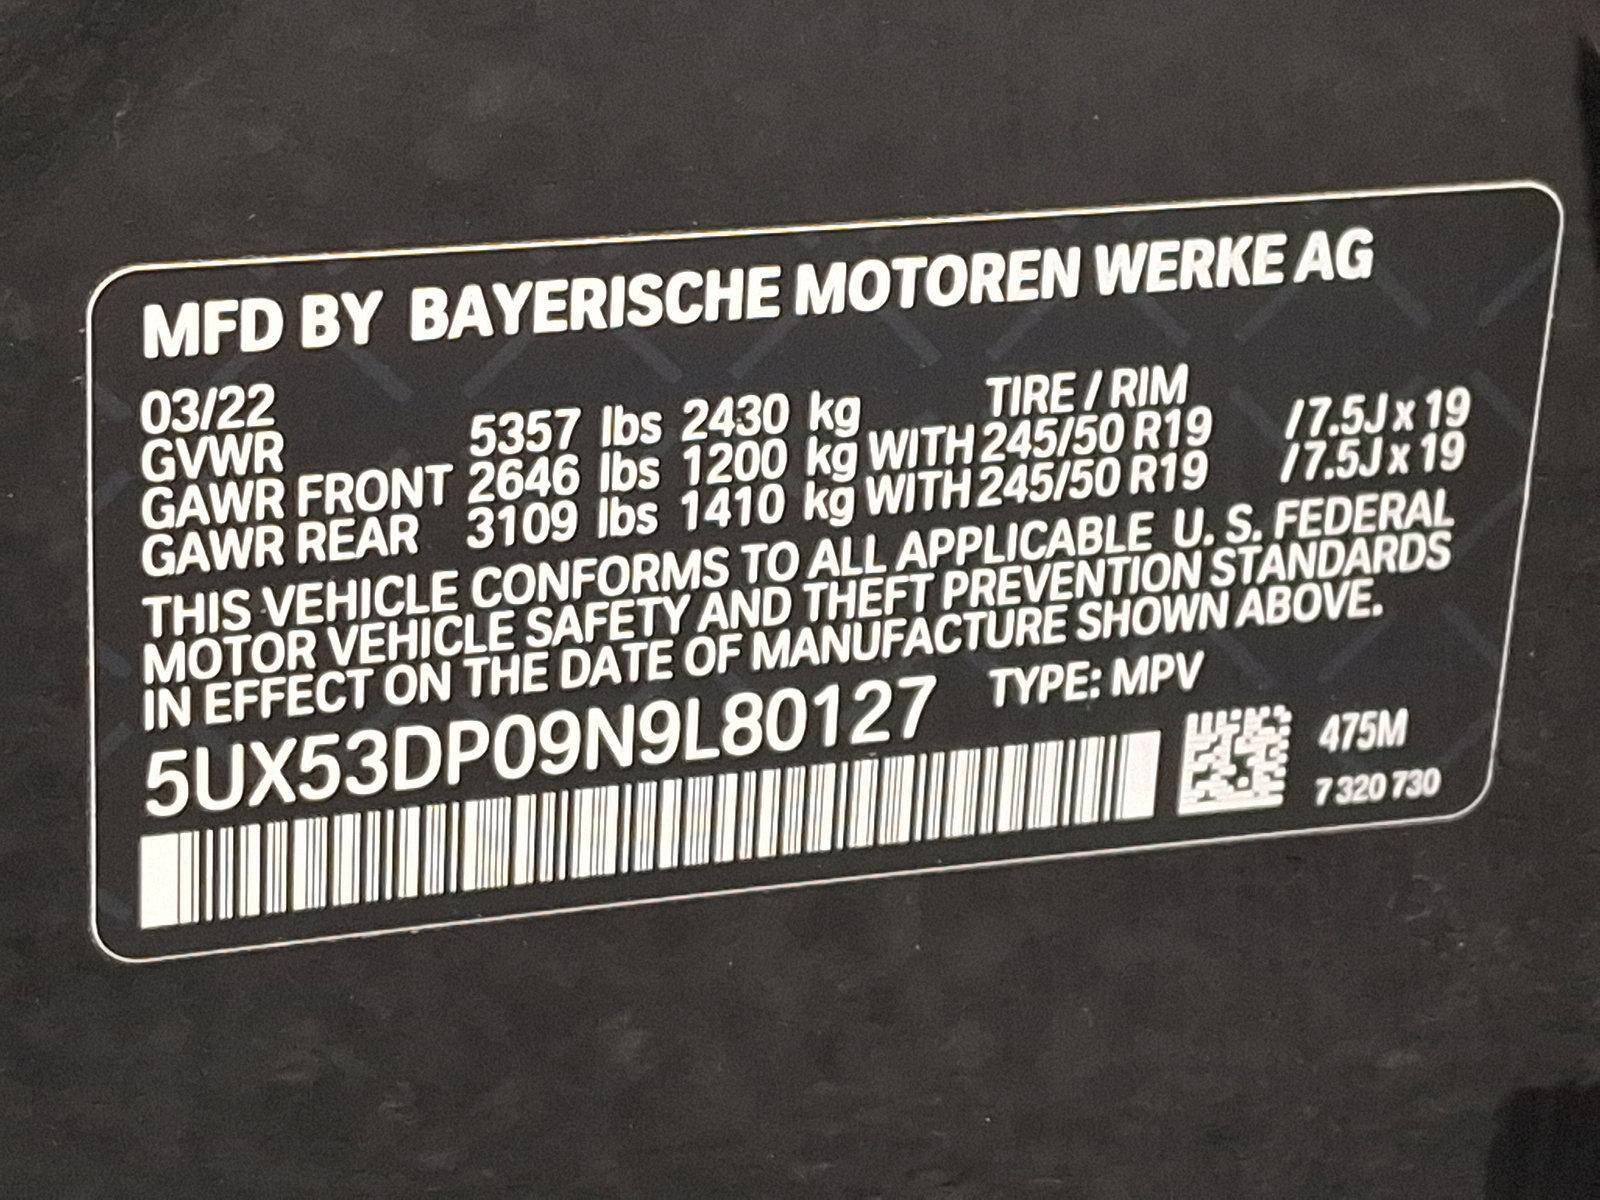 MFD BY BAYERISCHE MOTOREN WERKE AG
03/22 TIRE / RIM
GVWR 5357 lbs 2430 kg
GAWR FRONT 2646 lbs 1200 kg WITH 245/50 R19 /7.5J x 19
GAWR REAR 3109 lbs 1410 kg WITH 245/50 R19 /7.5J x 19
THIS VEHICLE CONFORMS TO ALL APPLICABLE U. S. FEDERAL
MOTOR VEHICLE SAFETY AND THEFT PREVENTION STANDARDS
IN EFFECT ON THE DATE OF MANUFACTURE SHOWN ABOVE.
5UX53DP09N9L80127 TYPE: MPV
475M
7 320 730